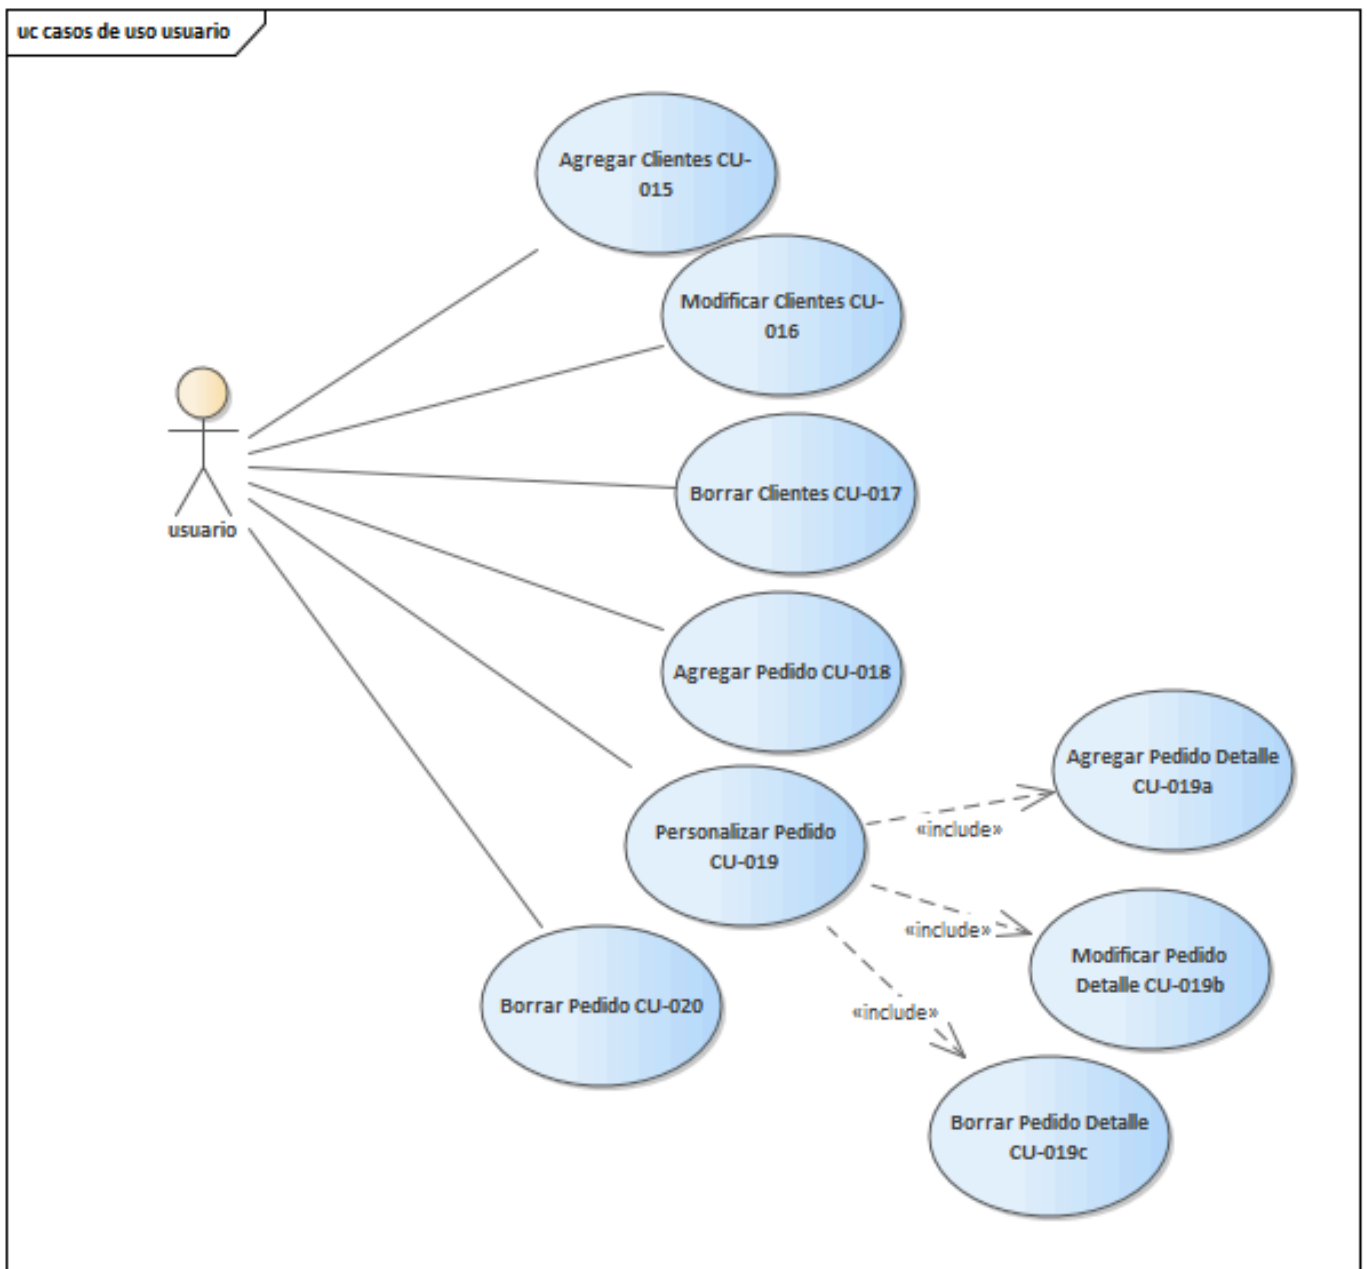 uc casos de uso usuario
Agregar Clientes CU-
015
Modificar Clientes CU-
016
usuario
Borrar Clientes CU-017
Agregar Pedido CU-018
Agregar Pedido Detalle
CU-019a
Personalizar Pedido
CU-019
«include»
«include»
«include»
Modificar Pedido
Detalle CU-019b
Borrar Pedido CU-020
Borrar Pedido Detalle
CU-019c